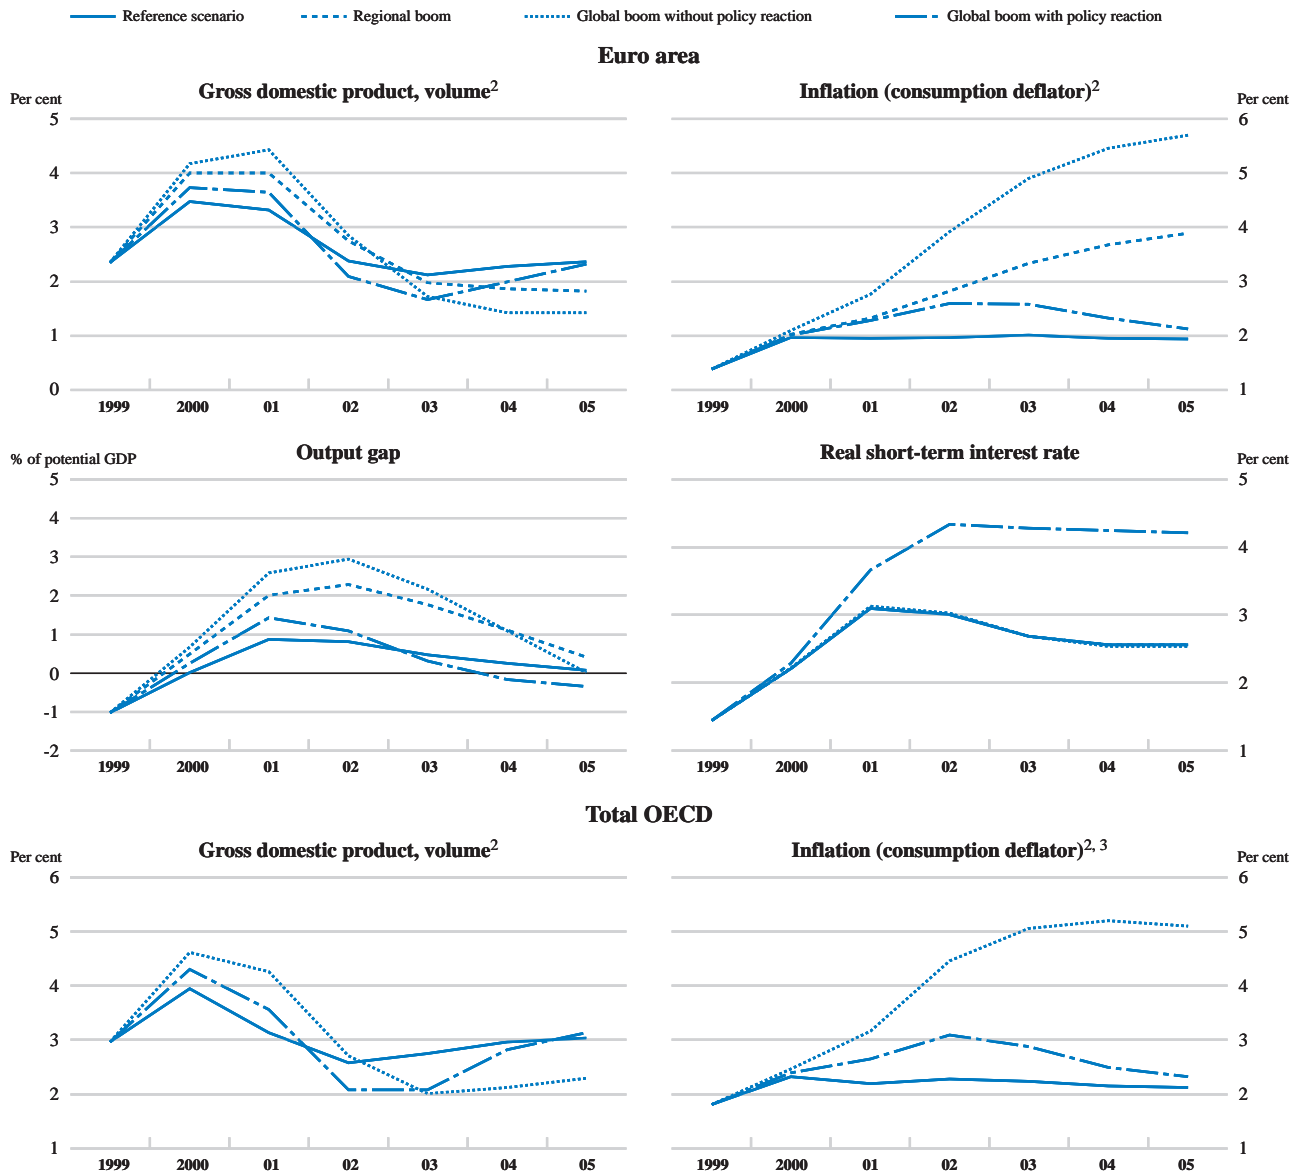 Reference scenario Regional boom Global boom without policy reaction Global boom with policy reaction
Euro area
Gross domestic product, volume2
Per cent
5
4
3
2
1
0
1999 2000 01 02 03 04 05
Inflation (consumption deflator)2
Per cent
6
5
4
3
2
1
1999 2000 01 02 03 04 05
Output gap
% of potential GDP
5
4
3
2
1
0
-1
-2
1999 2000 01 02 03 04 05
Real short-term interest rate
Per cent
5
4
3
2
1
1999 2000 01 02 03 04 05
Total OECD
Gross domestic product, volume2
Per cent
6
5
4
3
2
1
1999 2000 01 02 03 04 05
Inflation (consumption deflator)2, 3
Per cent
6
5
4
3
2
1
1999 2000 01 02 03 04 05